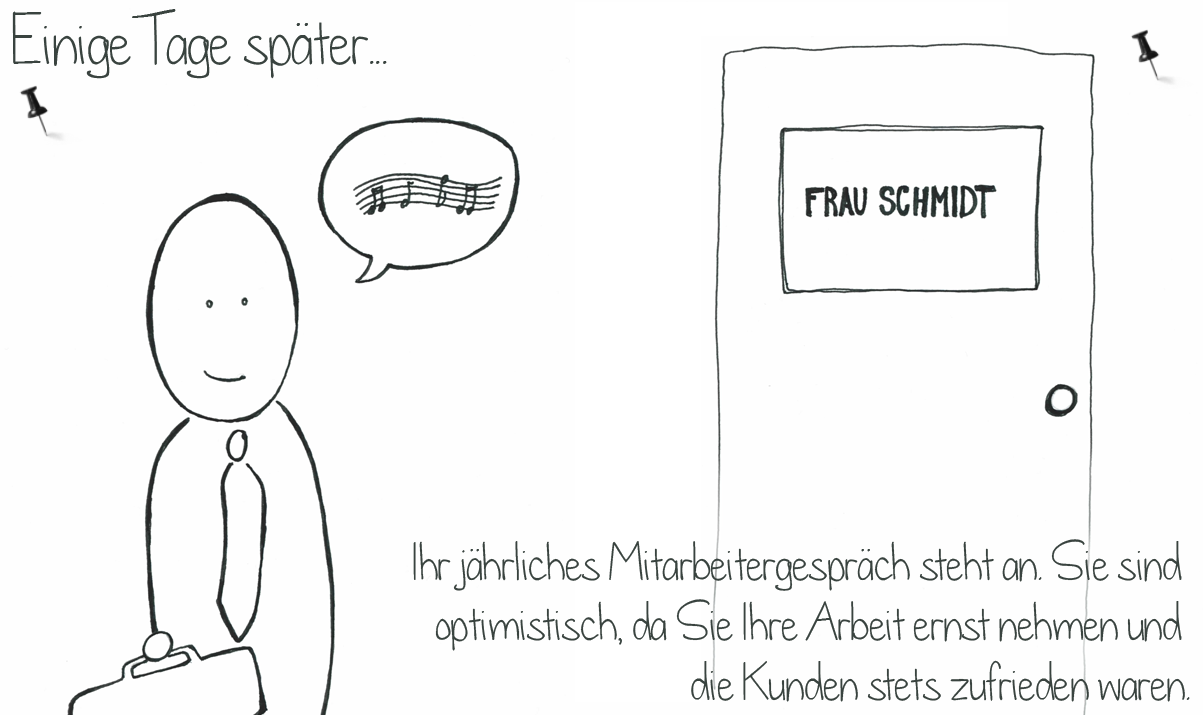 Einige Tage später...
FRAU SCHMIDT
Ihr jährliches Mitarbeitergespräch steht an. Sie sind
optimistisch, da Sie Ihre Arbeit ernst nehmen und
die Kunden stets zufrieden waren.